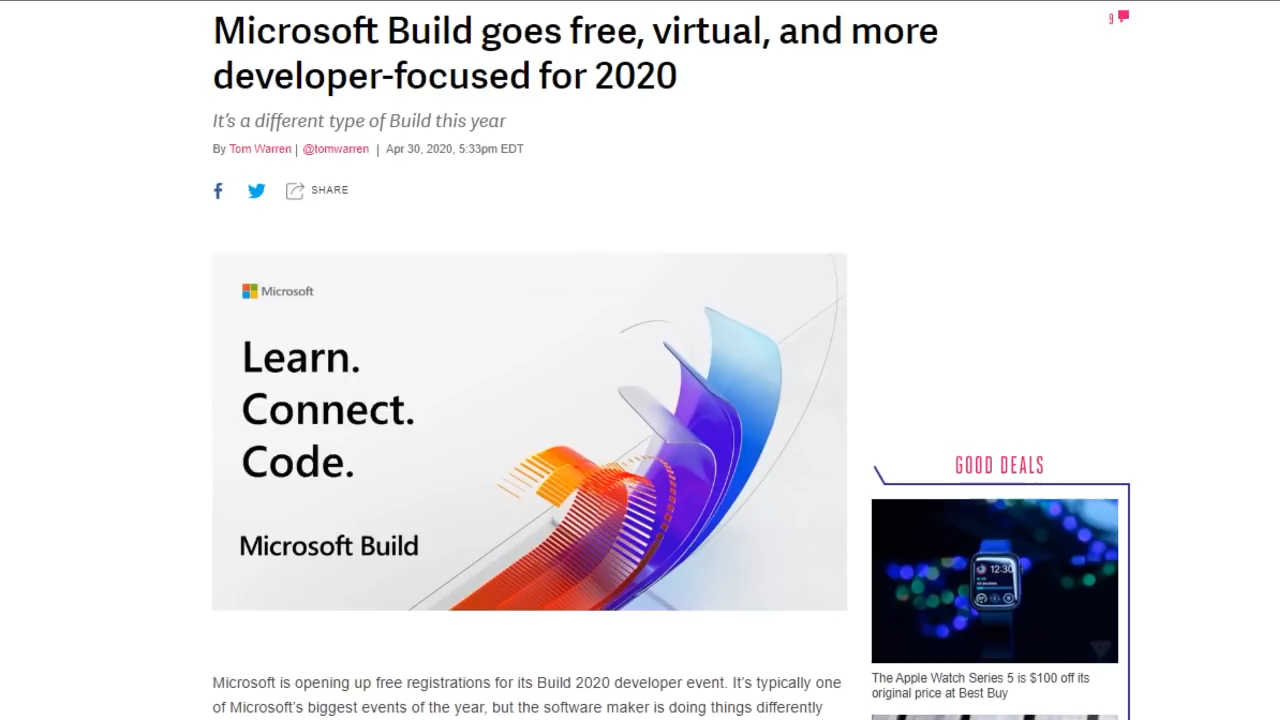 Microsoft Build goes free, virtual, and more
developer-focused for 2020
9
It's a different type of Build this year
By Tom Warren | @tomwarren | Apr 30, 2020, 5:33pm EDT
SHARE
Microsoft
Learn.
Connect.
Code.
Microsoft Build
GOOD DEALS
12:30
The Apple Watch Series 5 is $100 off its
original price at Best Buy
Microsoft is opening up free registrations for its Build 2020 developer event. It's typically one
of Microsoft's biggest events of the year, but the software maker is doing things differently